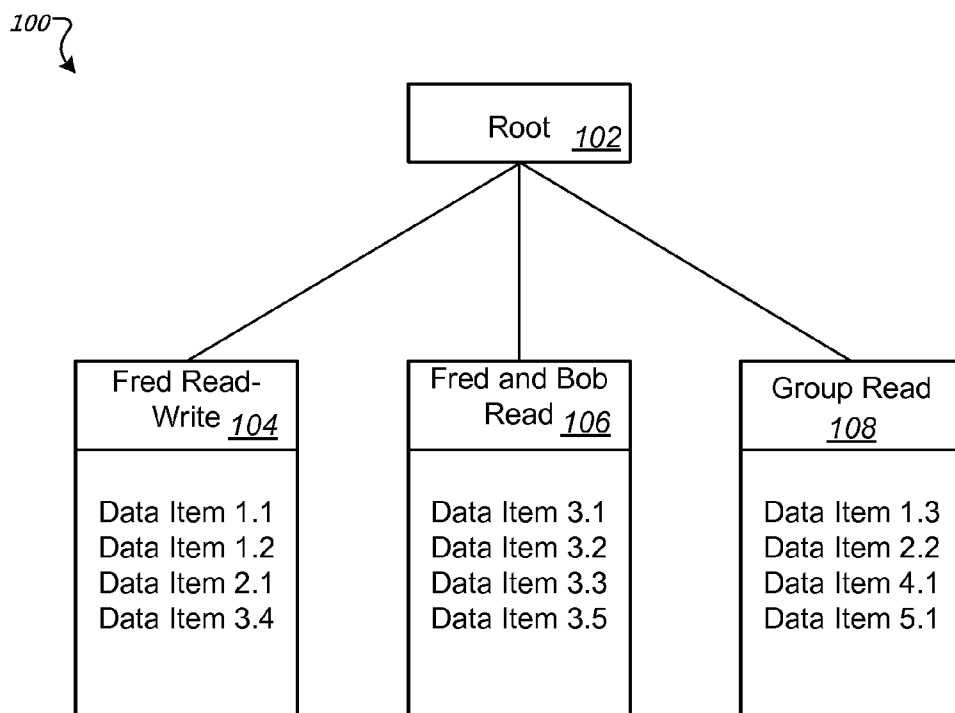 100
Root 102
Fred Read-
Write 104
Data Item 1.1
Data Item 1.2
Data Item 2.1
Data Item 3.4
Fred and Bob
Read 106
Data Item 3.1
Data Item 3.2
Data Item 3.3
Data Item 3.5
Group Read
108
Data Item 1.3
Data Item 2.2
Data Item 4.1
Data Item 5.1